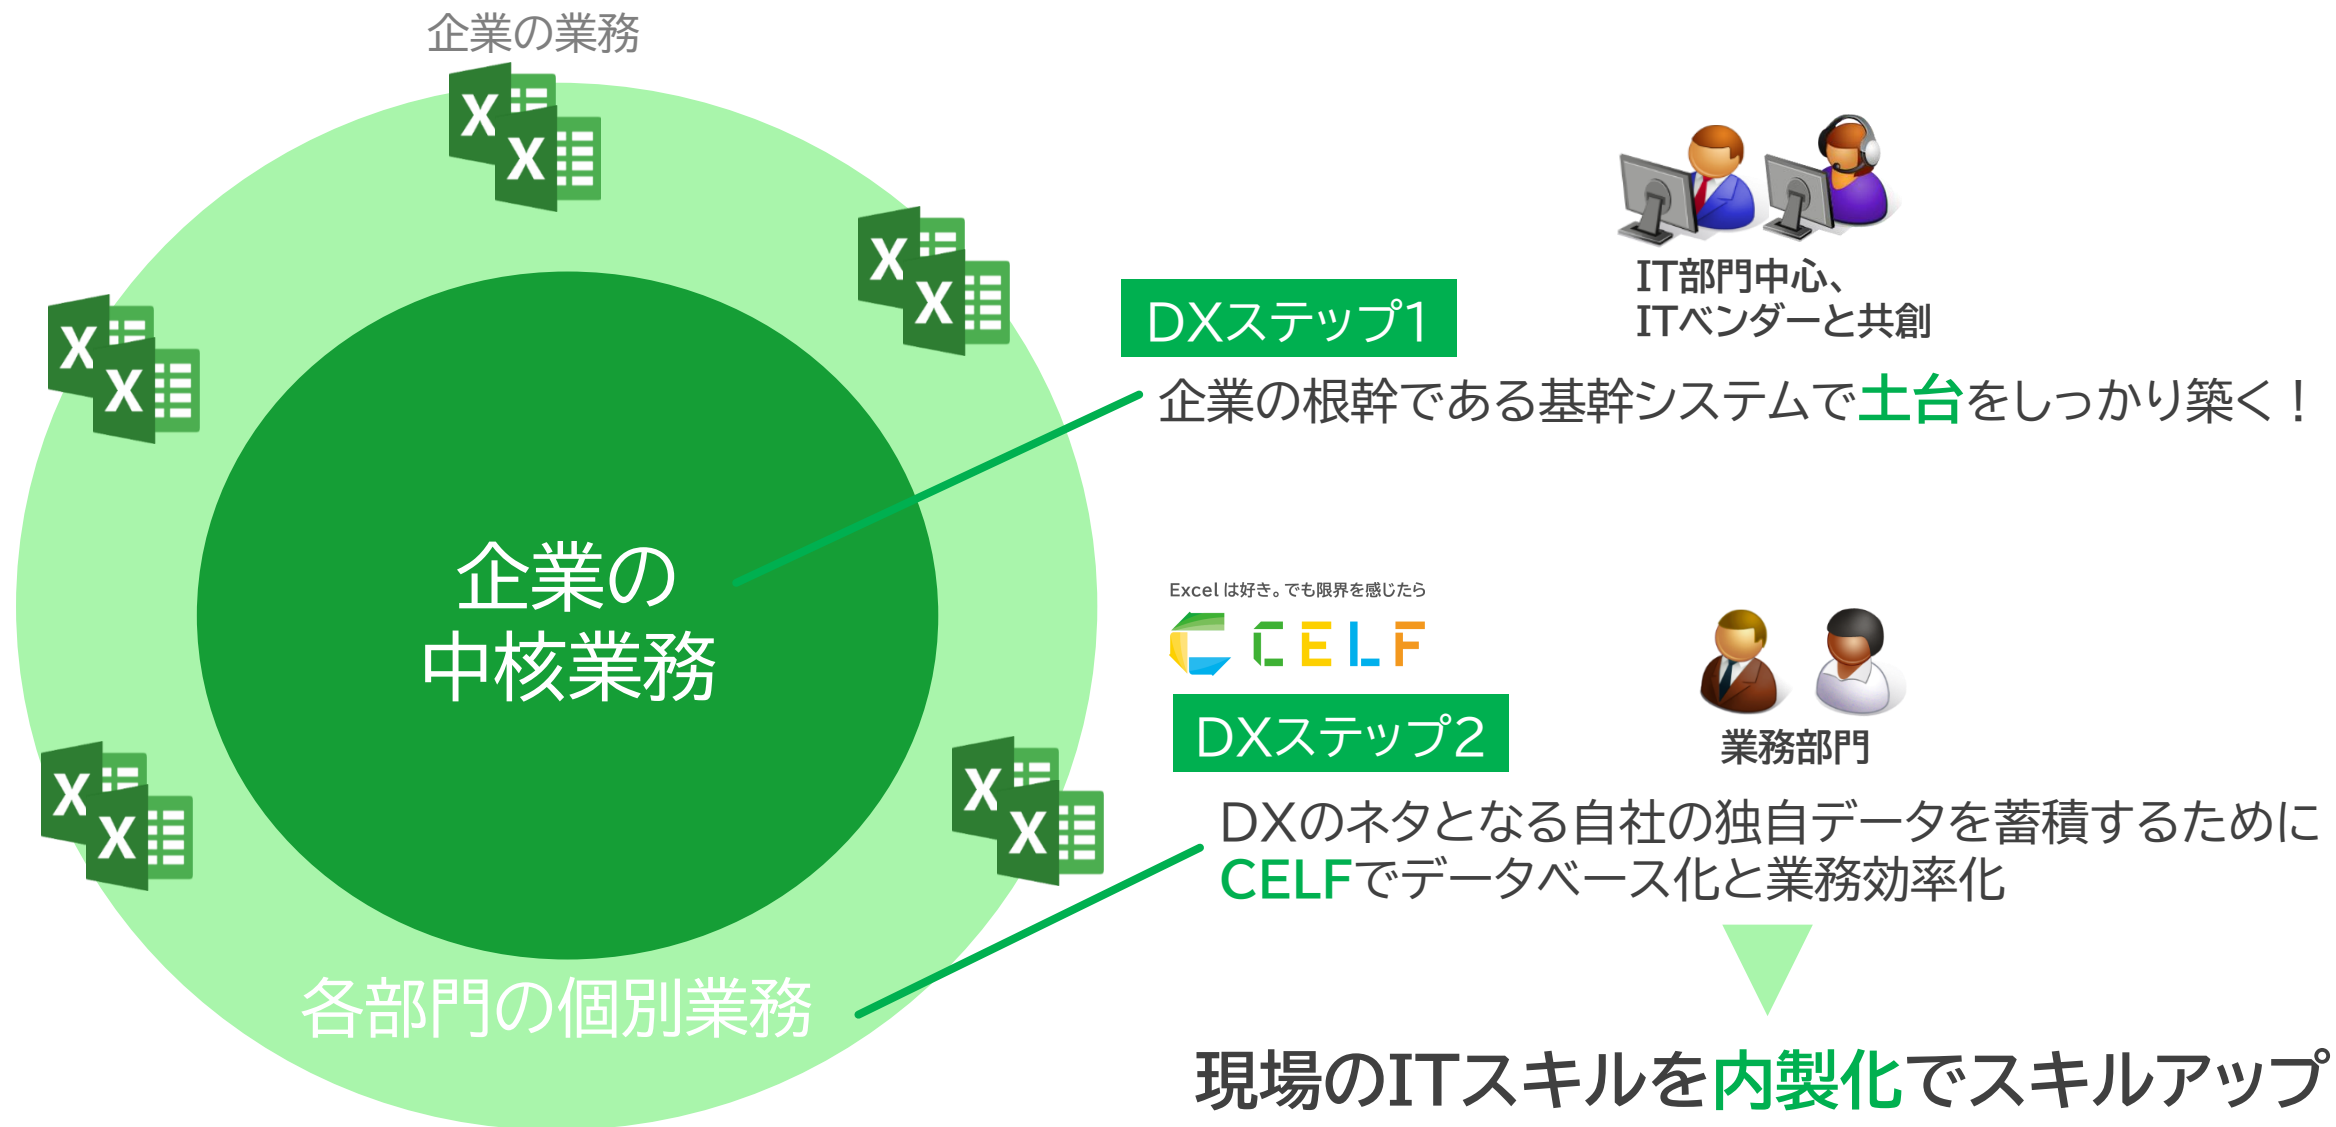 企業の業務
企業の
中核業務
各部門の個別業務
IT部門中心、
ITベンダーと共創
DXステップ1
企業の根幹である基幹システムで土台をしっかり築く！
Excel は好き。でも限界を感じたら
CELF
DXステップ2
業務部門
DXのネタとなる自社の独自データを蓄積するために
CELFでデータベース化と業務効率化
現場のITスキルを内製化でスキルアップ